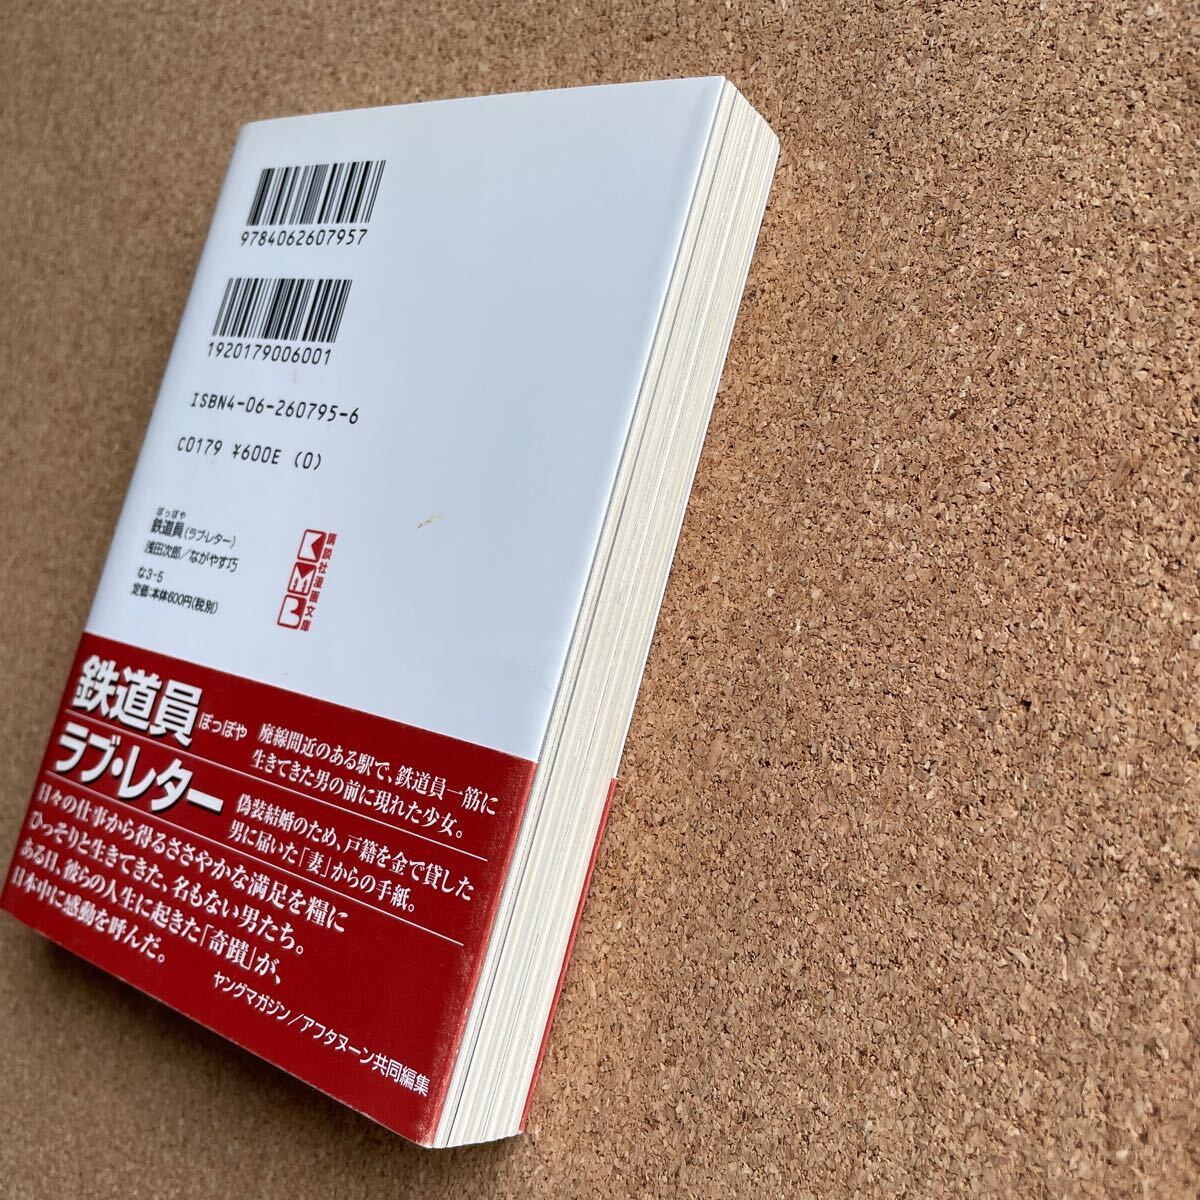 9784062607957
1920179006001
ISBN4-06-260795-6
C0179 ¥600E (0)
ぽっぽや
鉄道員(ラブ・レター)
浅田次郎/ながやす巧
な3-5
定価:本体600円(税別)
KMB
講談社漫画文庫
鉄道員
ぽっぽや
廃線間近のある駅で、鉄道員一筋に
生きてきた男の前に現れた少女。
ラブ・レター
偽装結婚のため、戸籍を金で貸した
男に届いた「妻」からの手紙。
日々の仕事から得るささやかな満足を糧に
ひっそりと生きてきた、名もない男たち。
ある日、彼らの人生に起きた「奇蹟」が、
日本中に感動を呼んだ。
ヤングマガジン/アフタヌーン共同編集